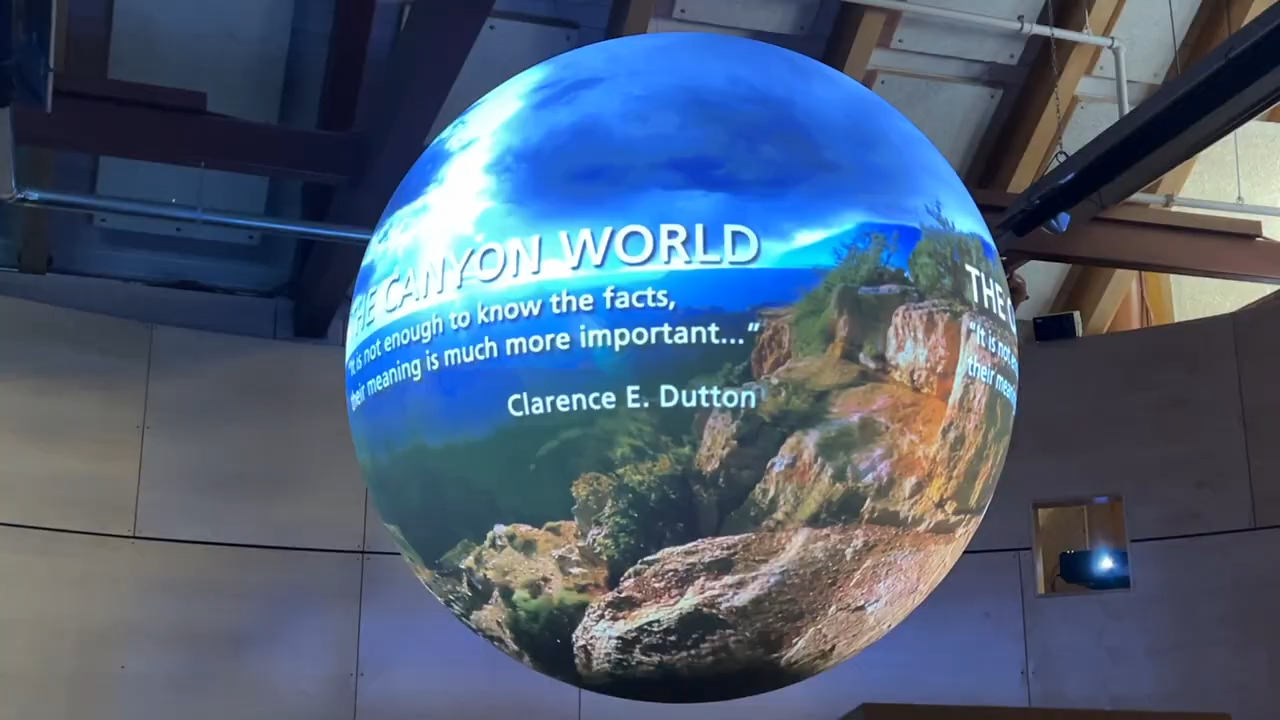 THE CANYON WORLD
"It is not enough to know the facts,
their meaning is much more important..."
Clarence E. Dutton
THE
"It is not
their